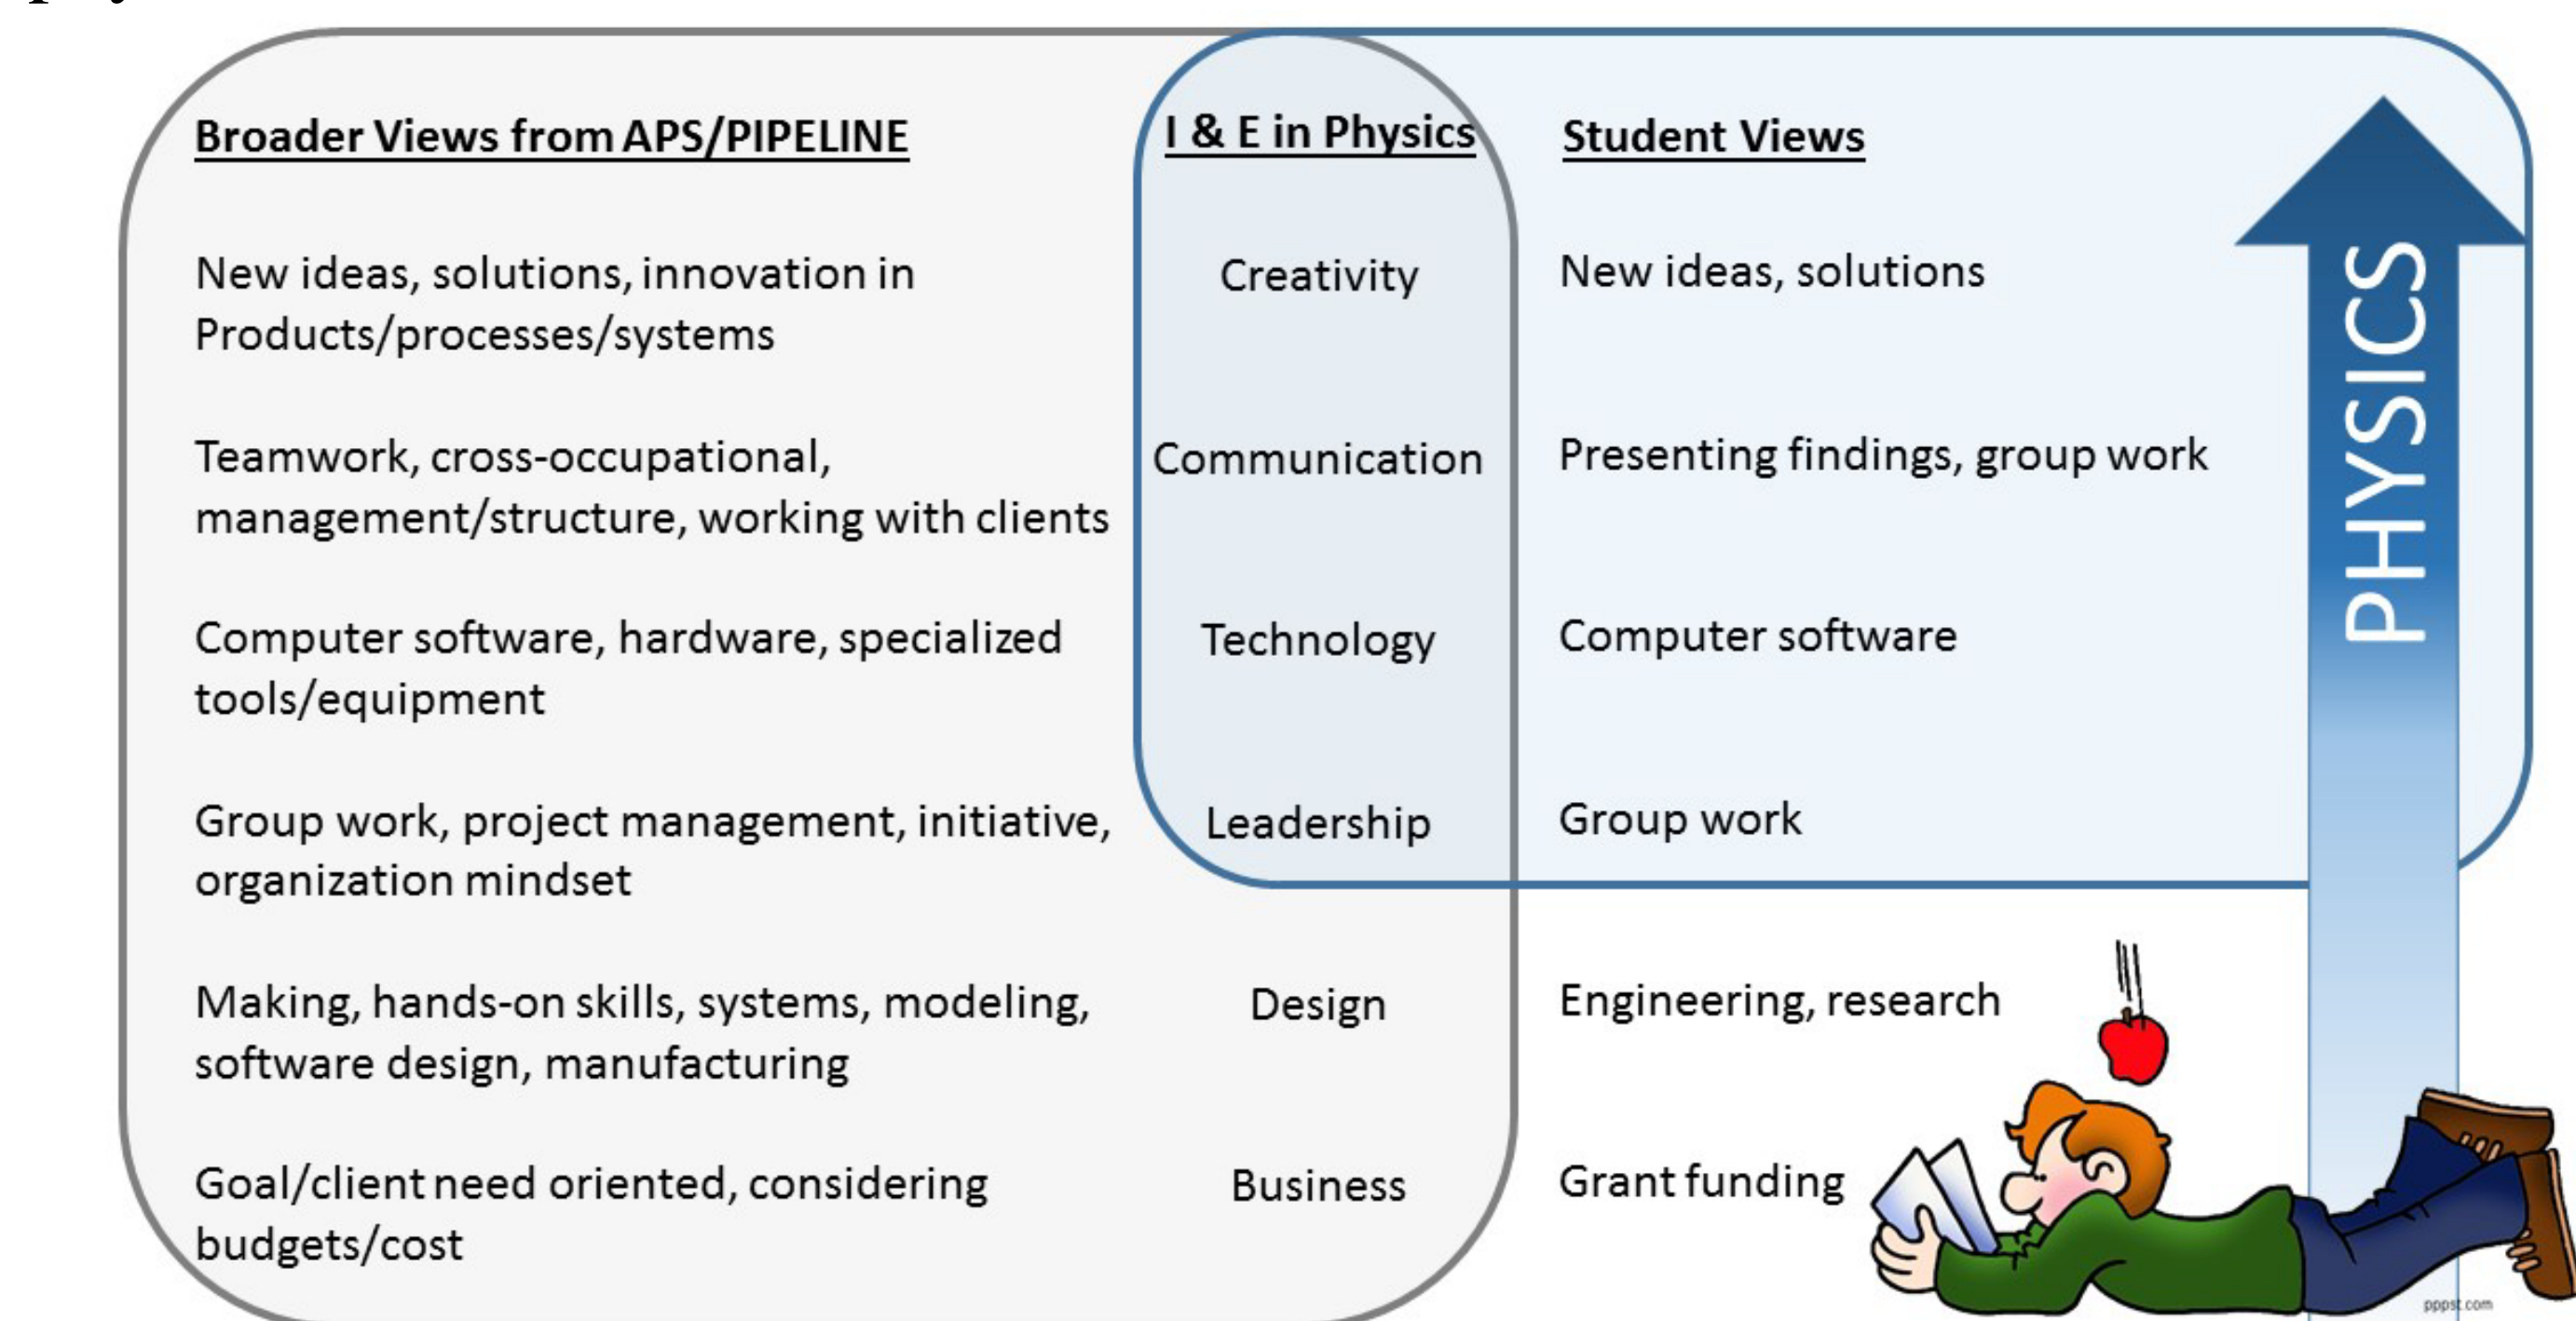 Broader Views from APS/PIPELINE
I & E in Physics
Student Views
New ideas, solutions, innovation in
Products/processes/systems
Creativity
New ideas, solutions
Teamwork, cross-occupational,
management/structure, working with clients
Communication
Presenting findings, group work
Computer software, hardware, specialized
tools/equipment
Technology
Computer software
Group work, project management, initiative,
organization mindset
Leadership
Group work
Making, hands-on skills, systems, modeling,
software design, manufacturing
Design
Engineering, research
Goal/client need oriented, considering
budgets/cost
Business
Grant funding
PHYSICS
pppst.com